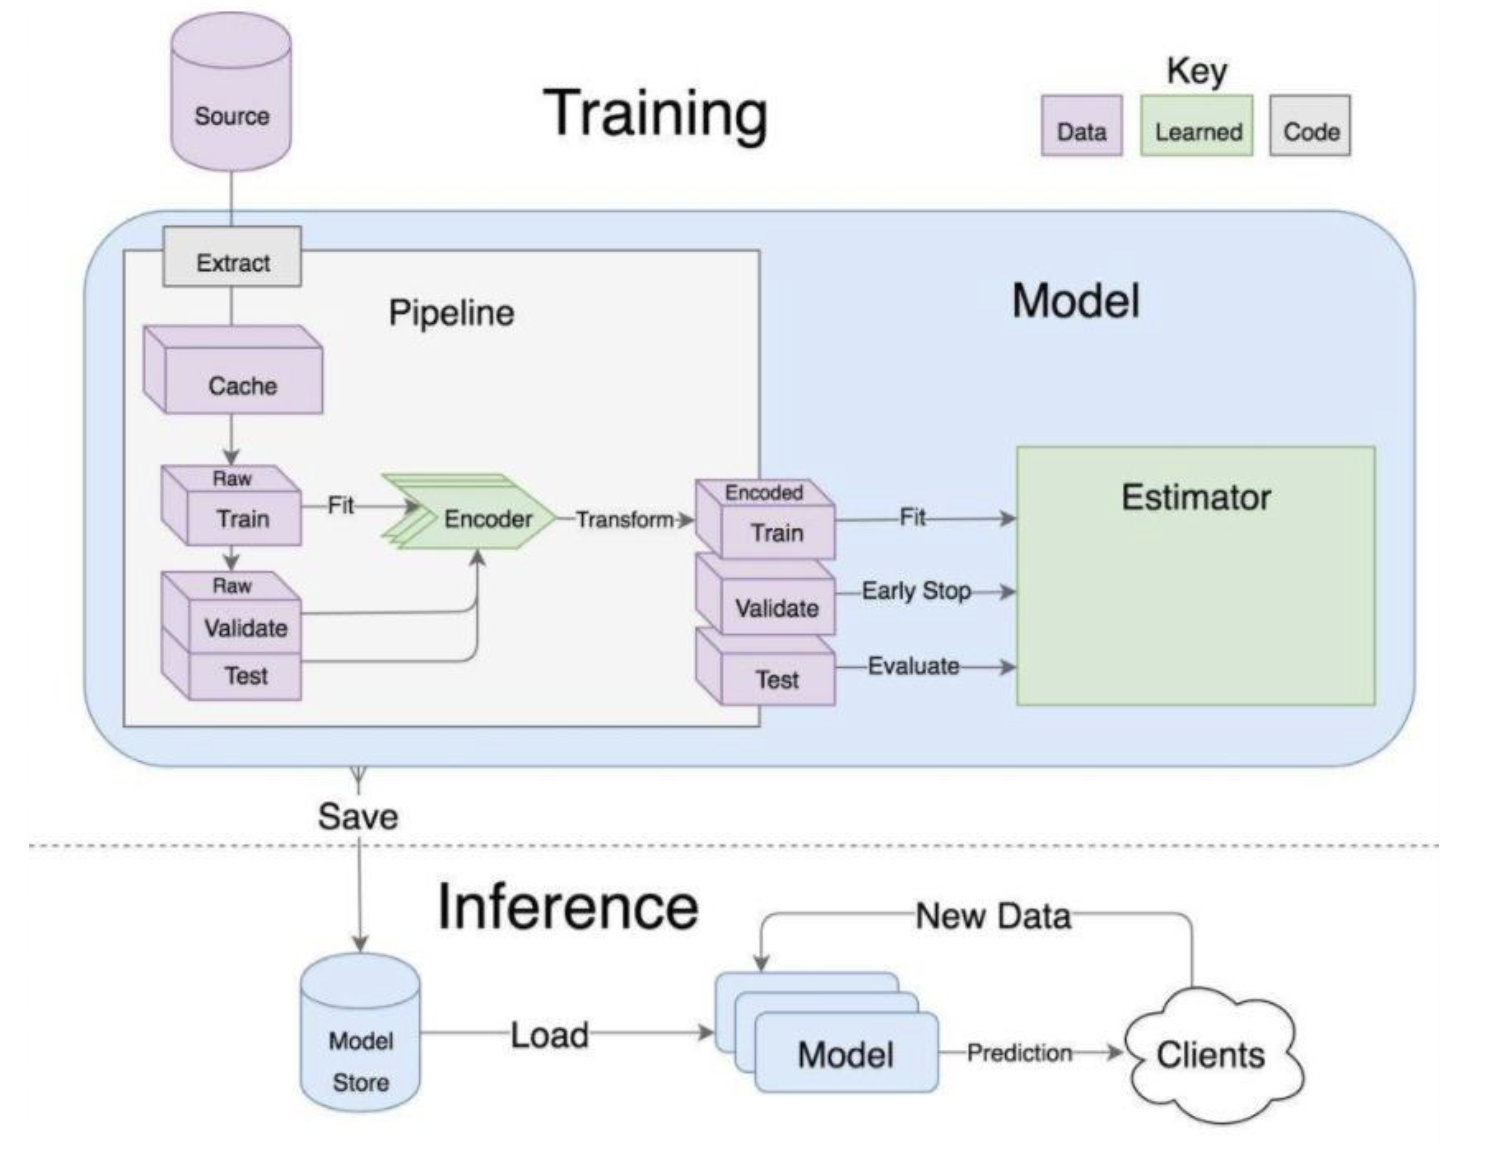 Source
Training
Key
Data
Learned
Code
Extract
Pipeline
Model
Cache
Raw
Train
Fit
Encoder
Transform
Encoded
Train
Fit
Estimator
Raw
Validate
Test
Validate
Early Stop
Test
Evaluate
Save
Inference
New Data
Model
Store
Load
Model
Prediction
Clients